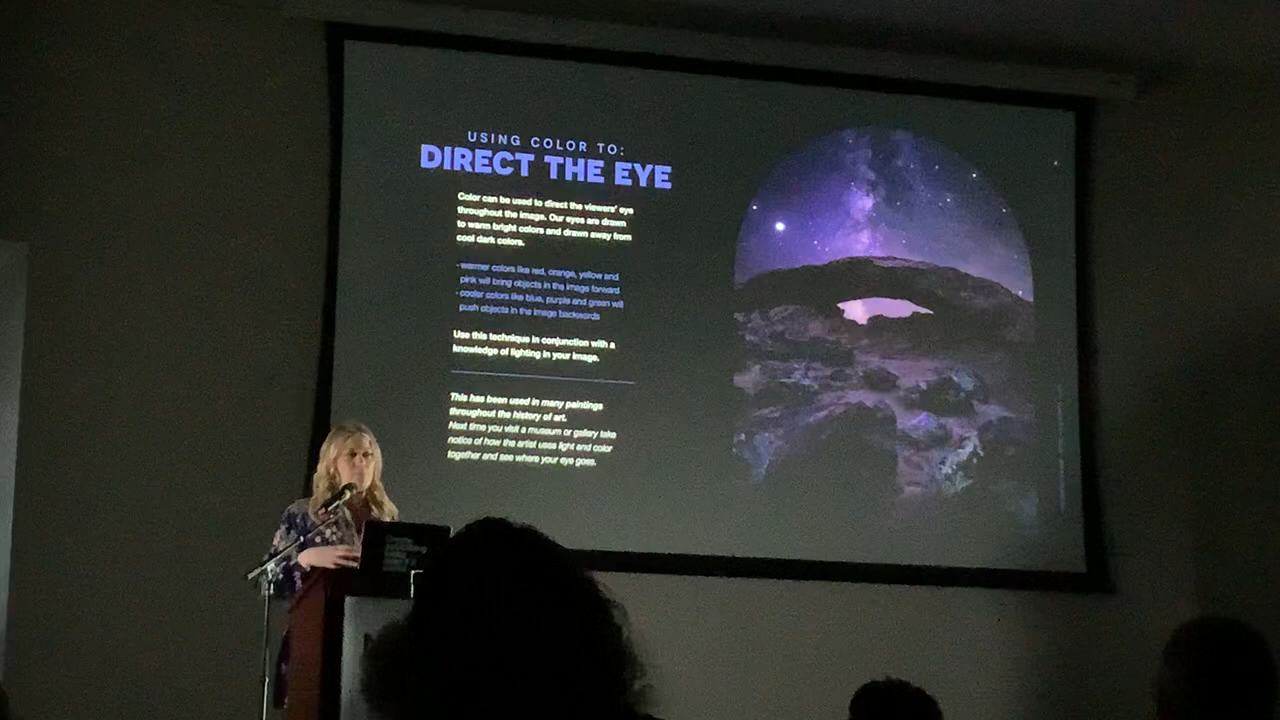 USING COLOR TO:
DIRECT THE EYE
Color can be used to direct the viewers' eye
throughout the image. Our eyes are drawn
to warm bright colors and drawn away from
cool dark colors.
- warmer colors like red, orange, yellow and
pink will bring objects in the image forward
- cooler colors like blue, purple and green will
push objects in the image backwards
Use this technique in conjunction with a
knowledge of lighting in your image.
This has been used in many paintings
throughout the history of art.
Next time you visit a museum or gallery take
notice of how the artist uses light and color
together and see where your eye goes.